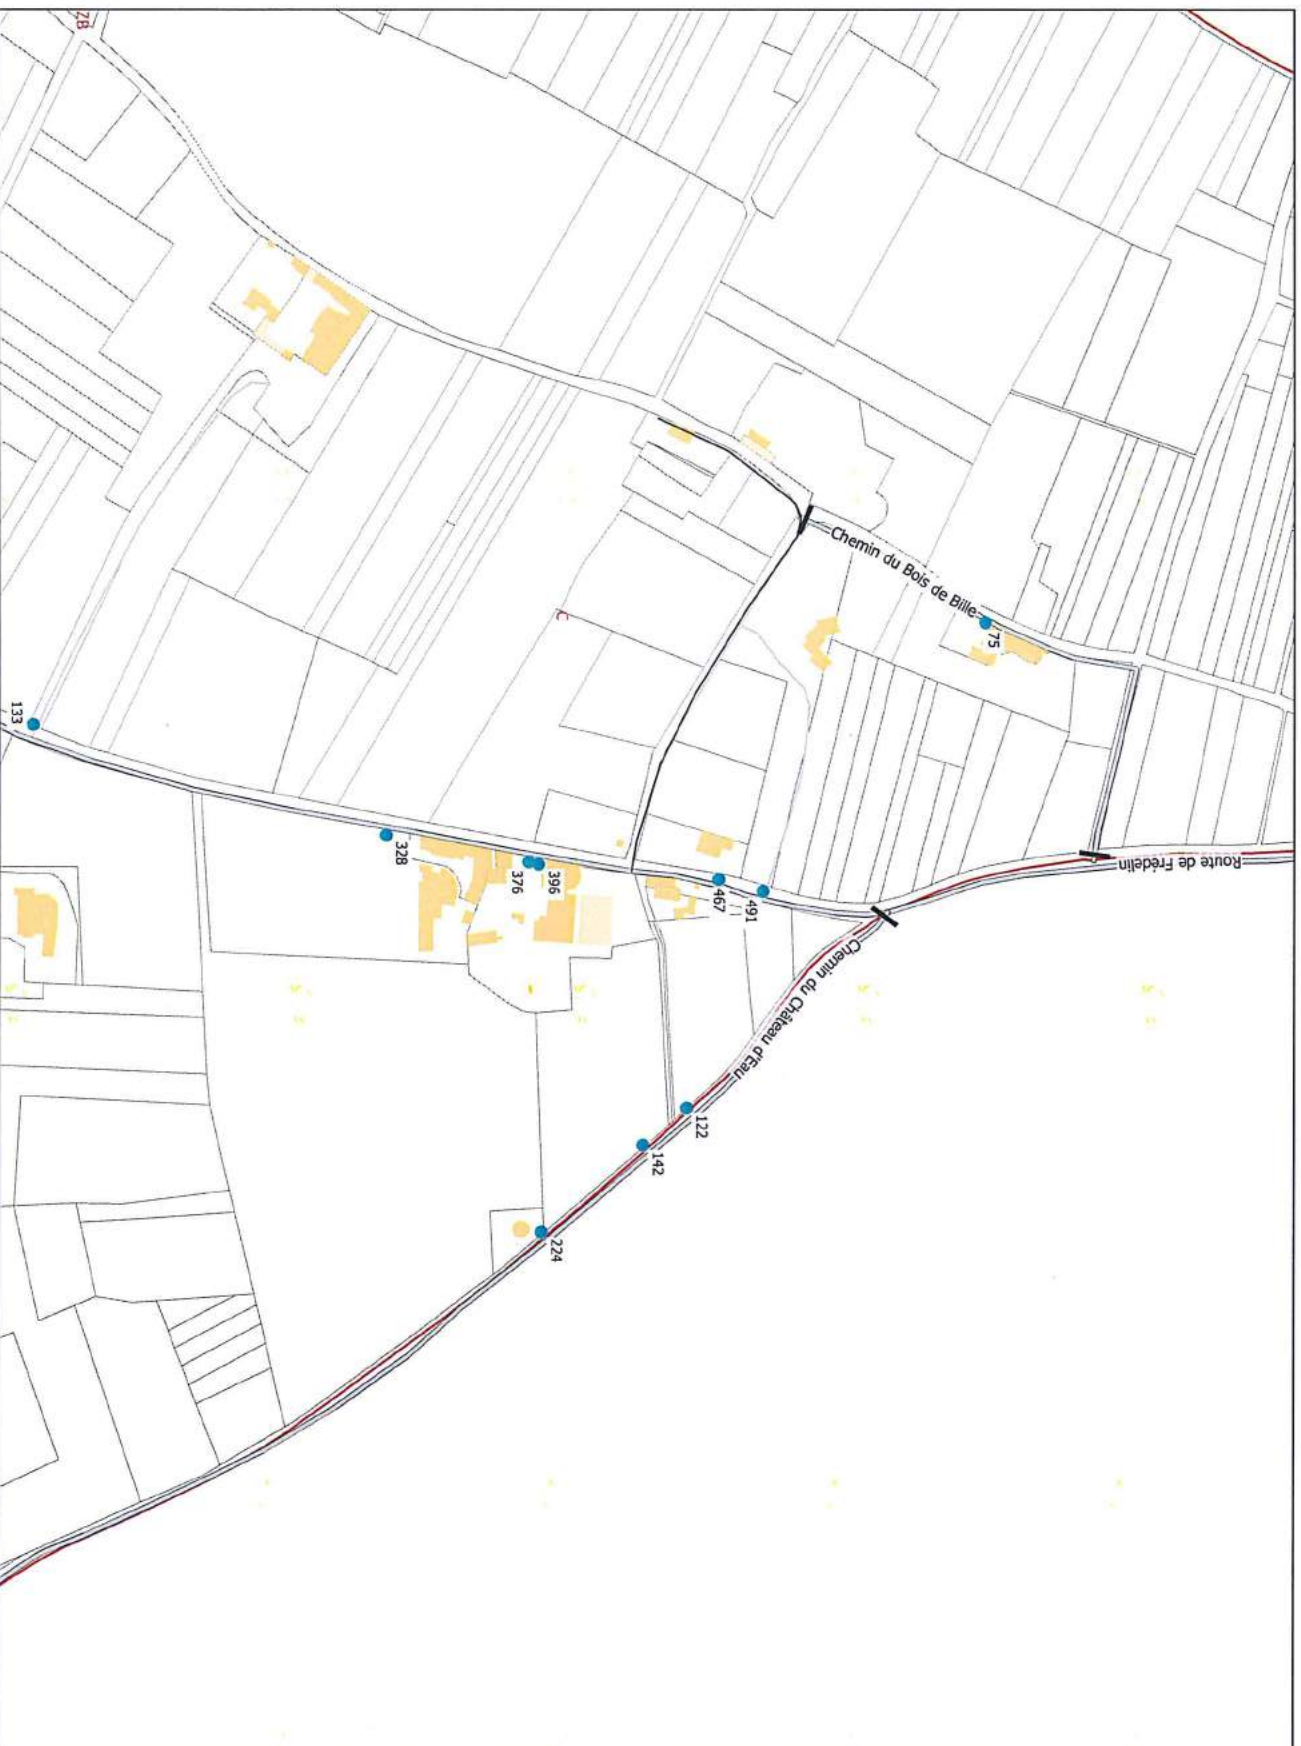 ZB
Chemin du Bois de Bille
75
C
Route de Frédelin
133
328
376
396
467
491
Chemin du Château d'Eau
122
142
224